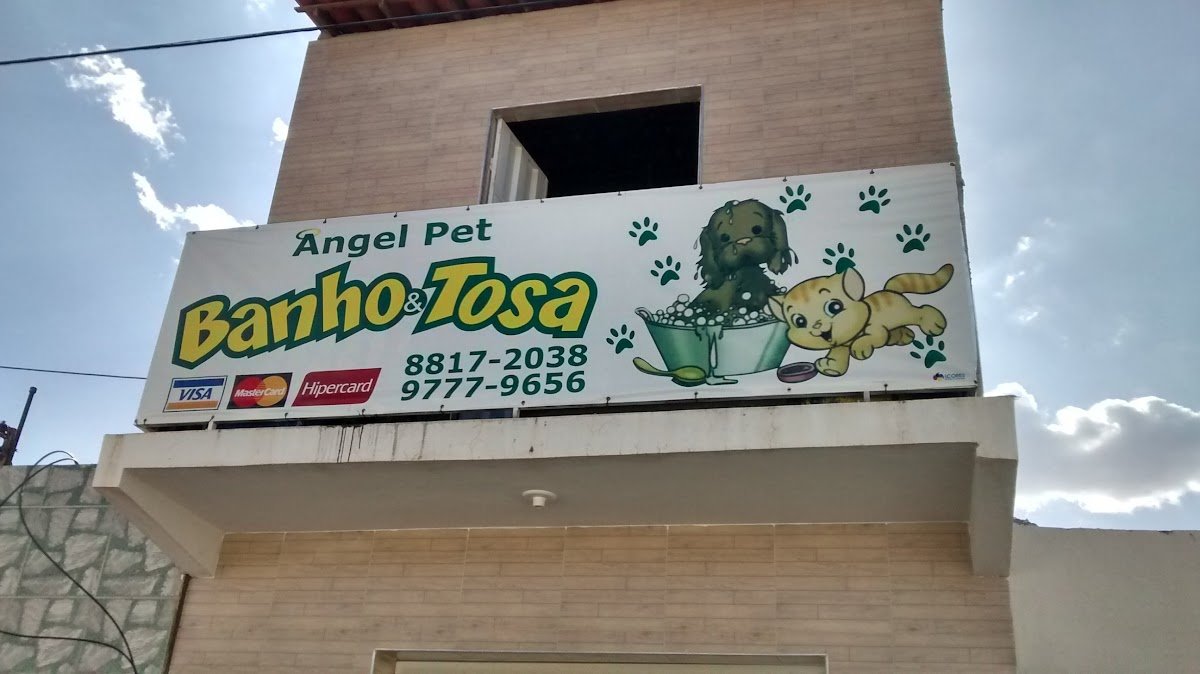 Angel Pet
Banho & Tosa
8817-2038
9777-9656
VISA
MasterCard
Hipercard